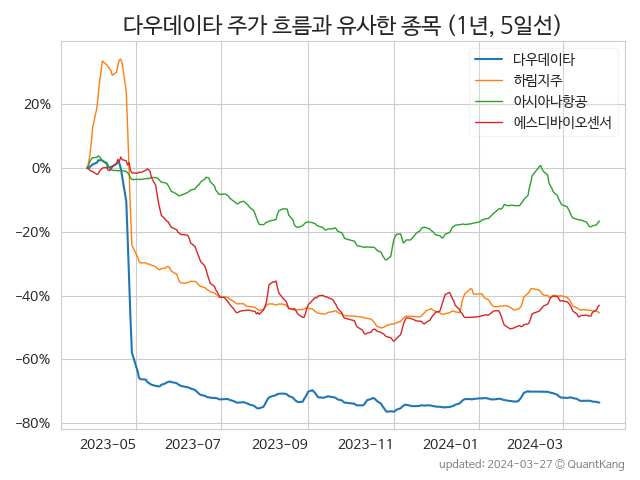 다우데이타 주가 흐름과 유사한 종목 (1년, 5일선)
다우데이타
하림지주
아시아나항공
에스디바이오센서
20%
0%
−20%
−40%
−60%
−80%
2023−05 2023−07 2023−09 2023−11 2024−01 2024−03
updated: 2024-03-27 © QuantKang